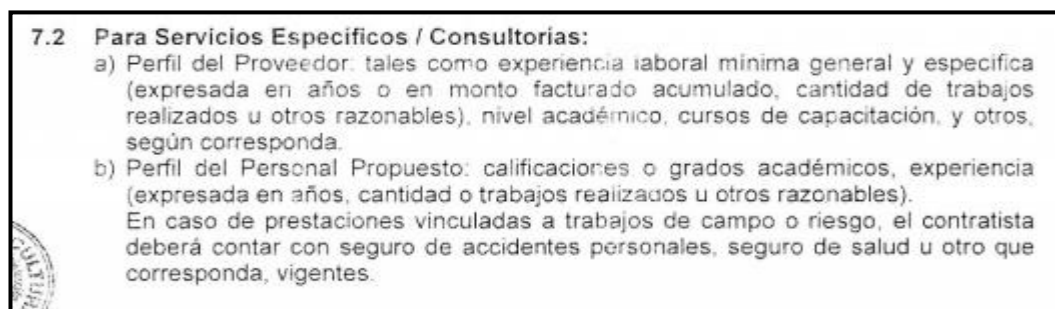 7.2 Para Servicios Específicos / Consultorías:
a) Perfil del Proveedor: tales como experiencia laboral mínima general y especifica
(expresada en años o en monto facturado acumulado, cantidad de trabajos
realizados u otros razonables), nivel académico, cursos de capacitación, y otros,
según corresponda.
b) Perfil del Personal Propuesto: calificaciones o grados académicos, experiencia
(expresada en años, cantidad o trabajos realizados u otros razonables).
En caso de prestaciones vinculadas a trabajos de campo o riesgo, el contratista
deberá contar con seguro de accidentes personales, seguro de salud u otro que
corresponda, vigentes.